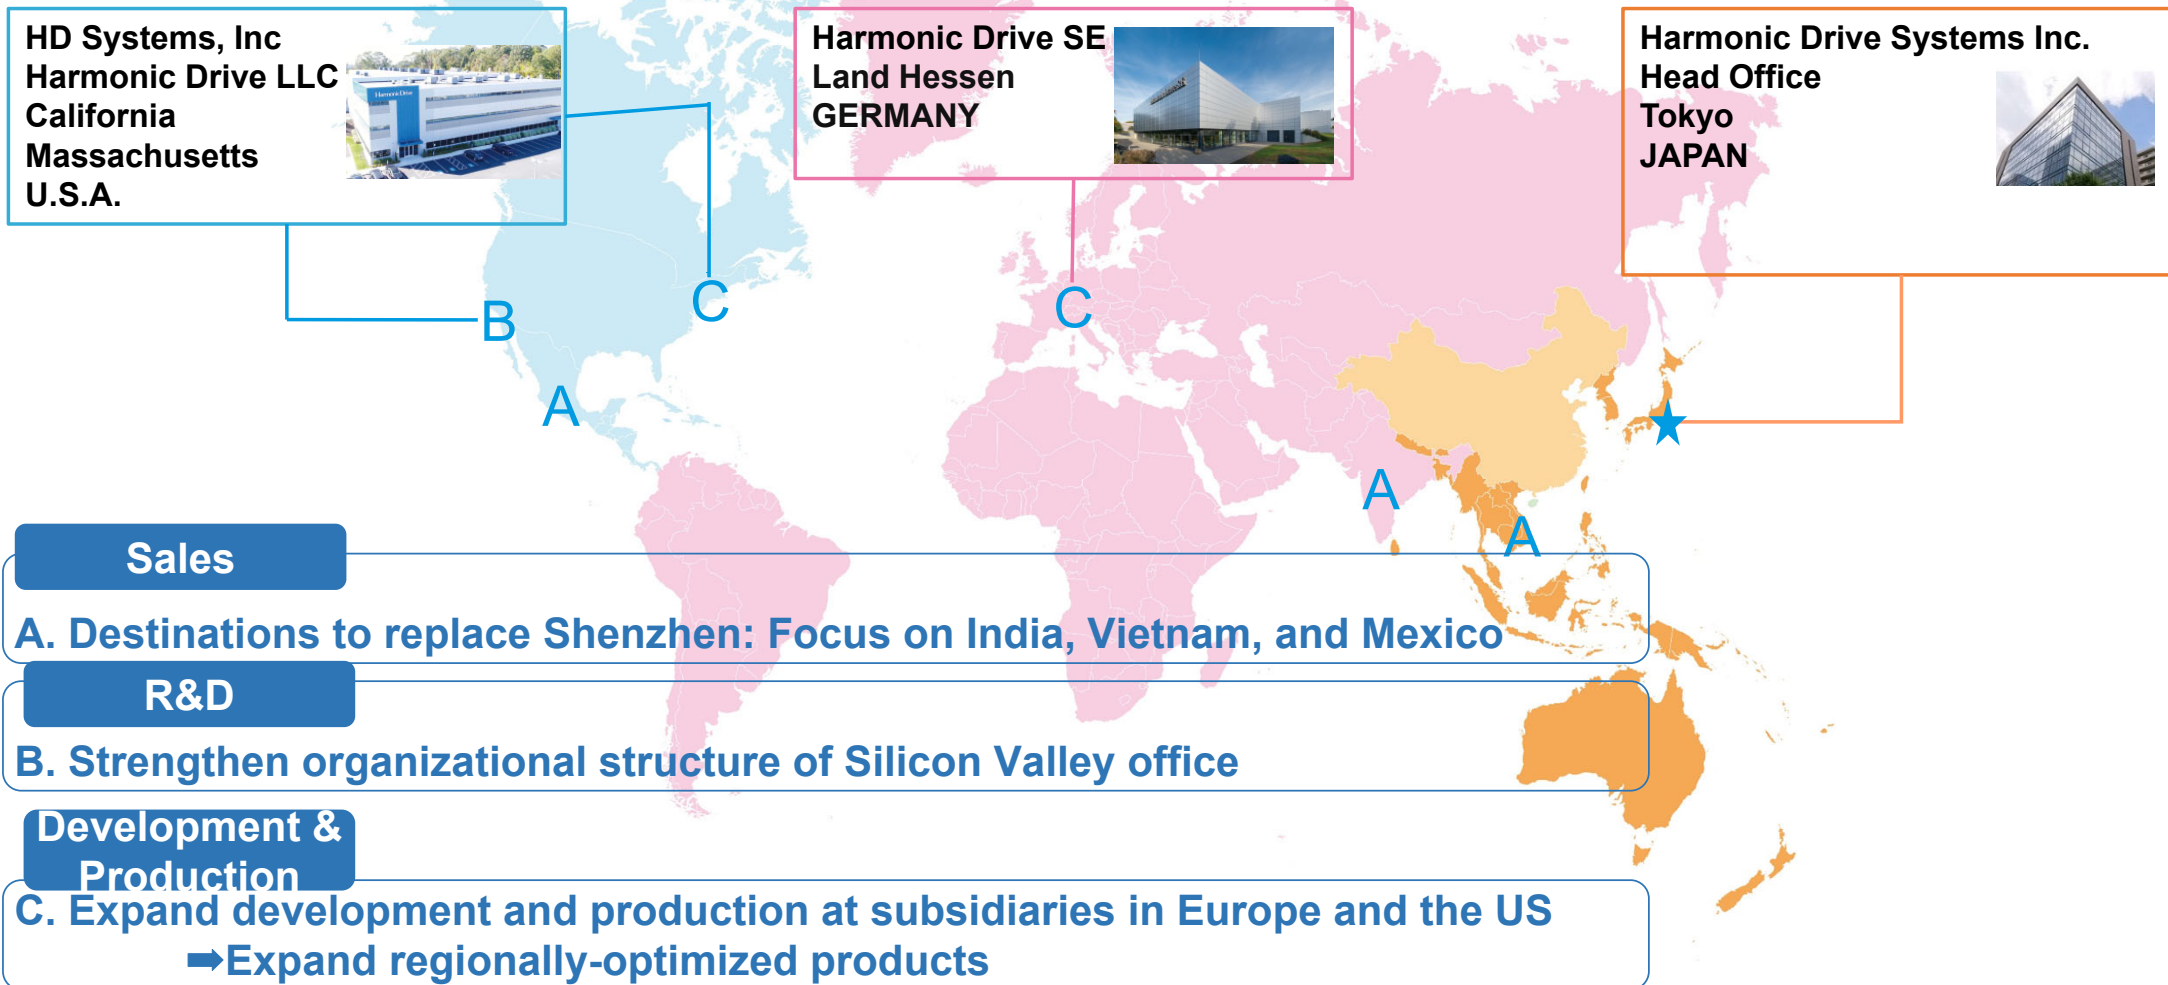 HD Systems, Inc
Harmonic Drive LLC
California
Massachusetts
U.S.A.
HarmonicDrive
Harmonic Drive SE
Land Hessen
GERMANY
Harmonic Drive Systems Inc.
Head Office
Tokyo
JAPAN
B
C
A
C
A
A
Sales
A. Destinations to replace Shenzhen: Focus on India, Vietnam, and Mexico
R&D
B. Strengthen organizational structure of Silicon Valley office
Development &
Production
C. Expand development and production at subsidiaries in Europe and the US
➡Expand regionally-optimized products